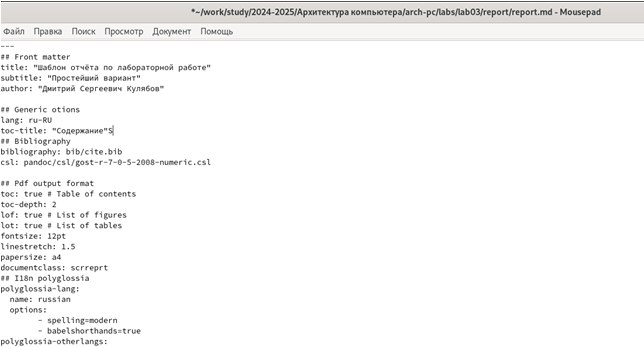 *~/work/study/2024-2025/Архитектура компьютера/arch-pc/labs/lab03/report/report.md - Mousepad
Файл Правка Поиск Просмотр Документ Помощь
---
## Front matter
title: "Шаблон отчёта по лабораторной работе"
subtitle: "Простейший вариант"
author: "Дмитрий Сергеевич Кулябов"
## Generic otions
lang: ru-RU
toc-title: "Содержание"S
## Bibliography
bibliography: bib/cite.bib
csl: pandoc/csl/gost-r-7-0-5-2008-numeric.csl
## Pdf output format
toc: true # Table of contents
toc-depth: 2
lof: true # List of figures
lot: true # List of tables
fontsize: 12pt
linestretch: 1.5
papersize: a4
documentclass: scrreprt
## I18n polyglossia
polyglossia-lang:
name: russian
options:
- spelling=modern
- babelshorthands=true
polyglossia-otherlangs: